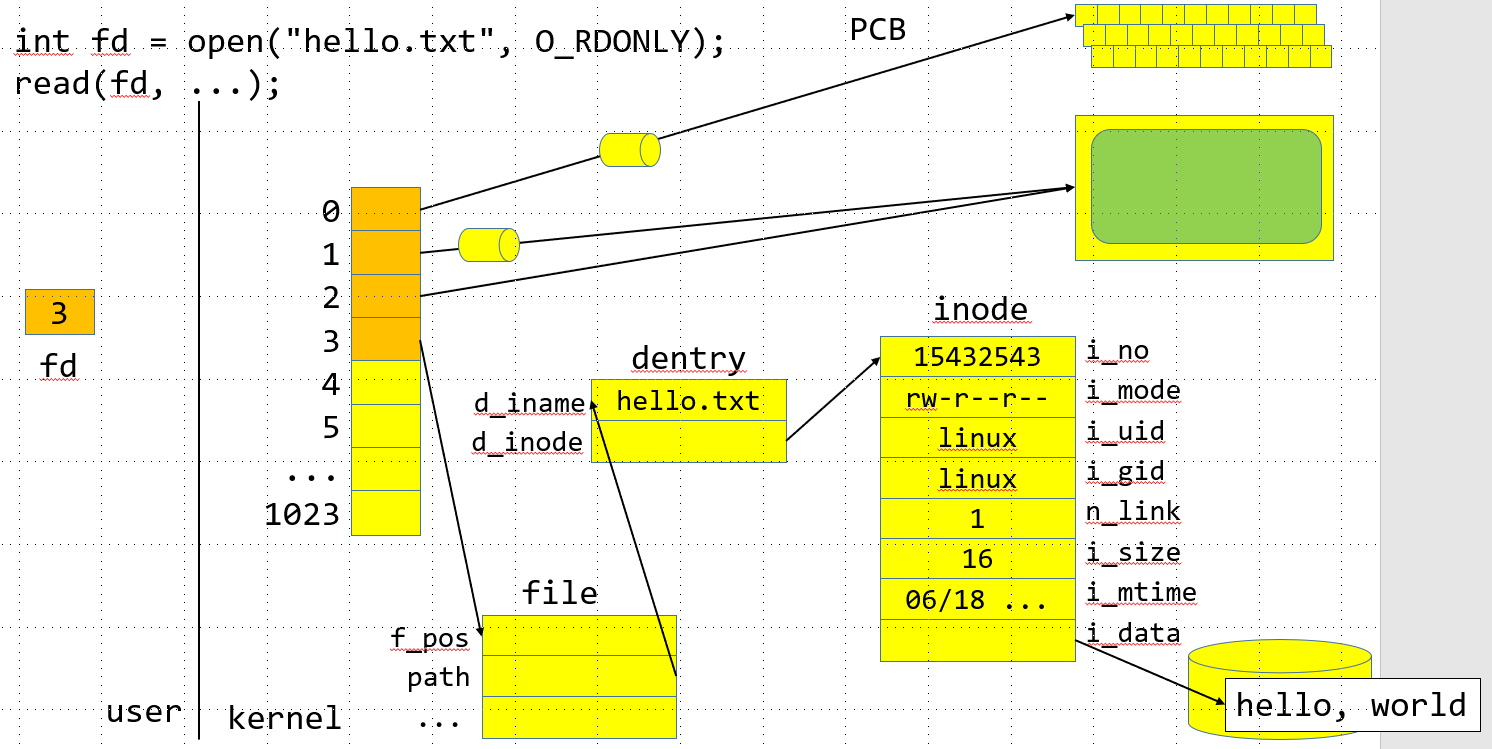 int fd = open("hello.txt", O_RDONLY);
read(fd, ...);
PCB
0
1
2
3
4
5
...
1023
3
fd
user
kernel
dentry
d_iname
hello.txt
d_inode
file
f_pos
path
...
inode
15432543 i_no
rw-r--r-- i_mode
linux i_uid
linux i_gid
1 n_link
16 i_size
06/18 ... i_mtime
i_data
hello, world